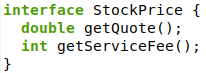 interface StockPrice {
  double getQuote();
  int getServiceFee();
}